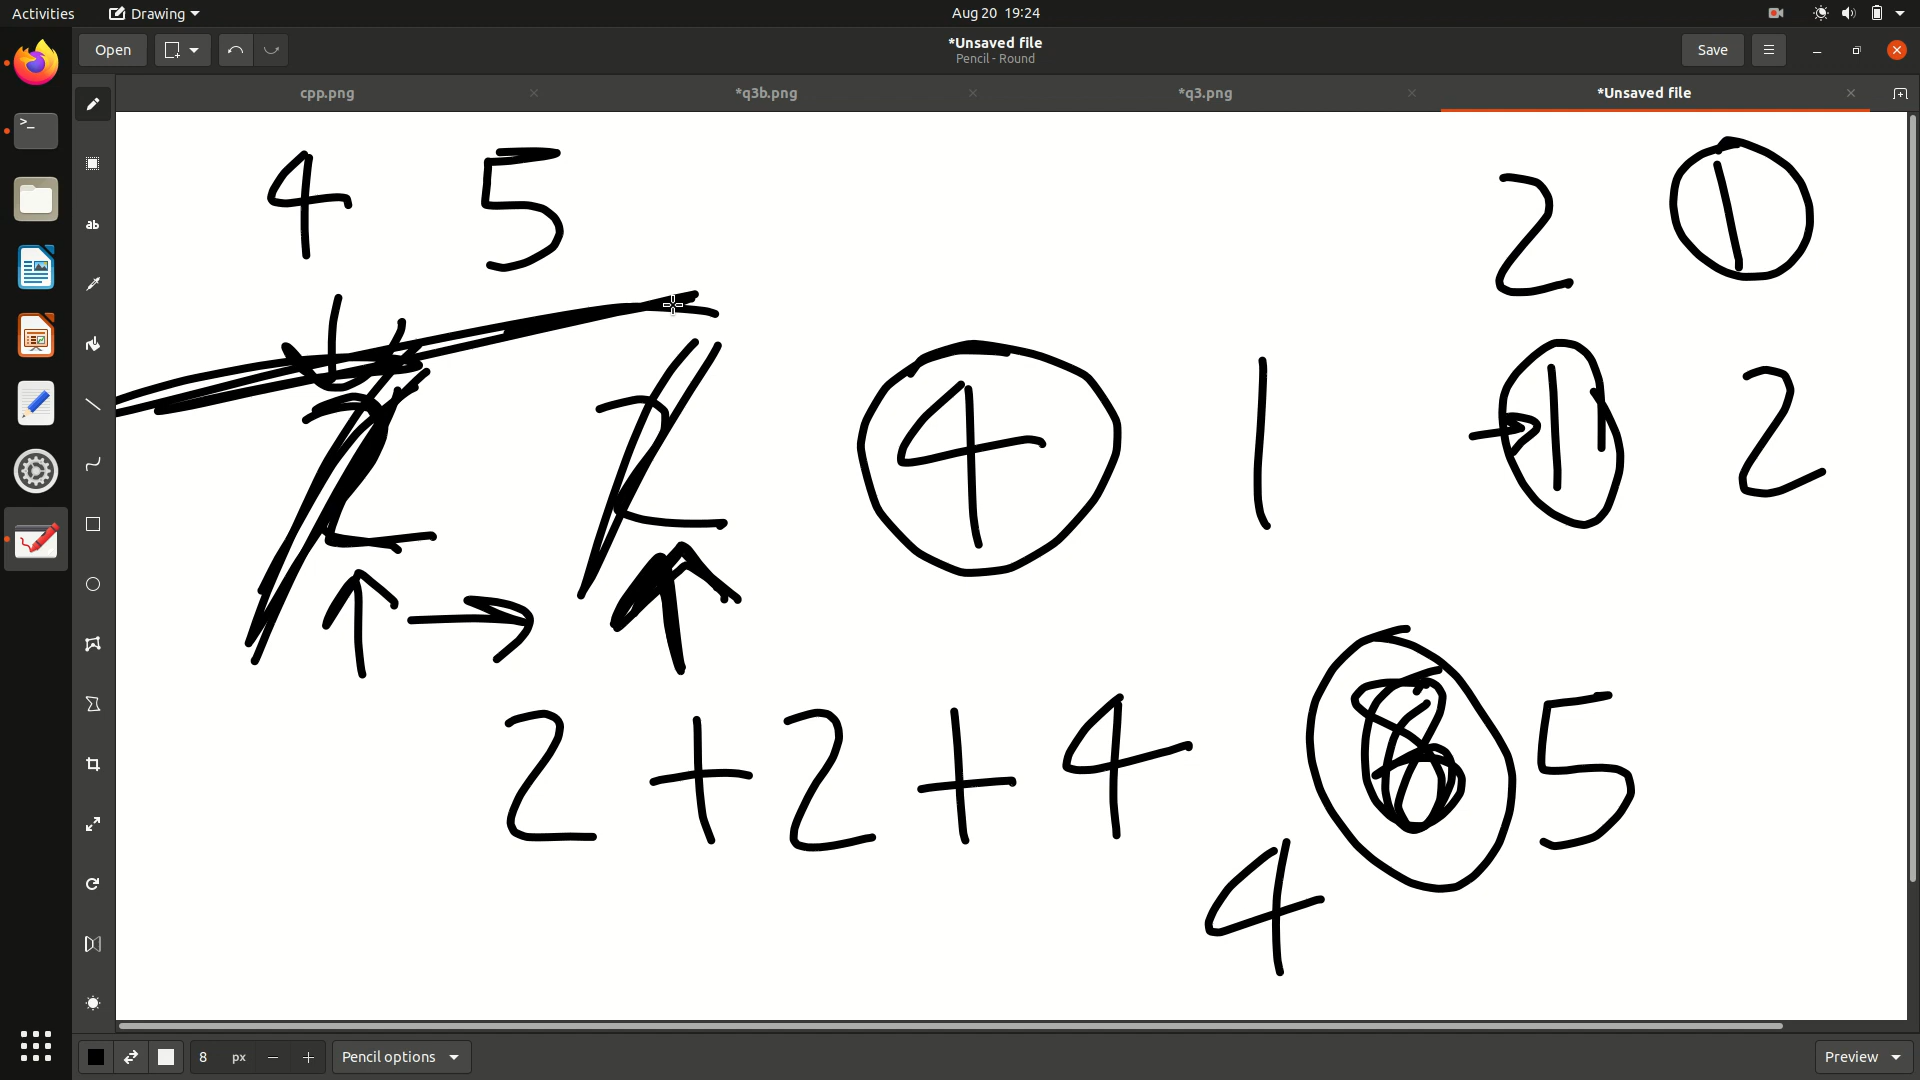 Activities Drawing Aug 20 19:24
Open *Unsaved file Save
Pencil - Round
cpp.png *q3b.png *q3.png *Unsaved file
4 5 2 1
2 2 4 1 1 2
2 + 2 + 4 8 5
4
8 px Pencil options Preview